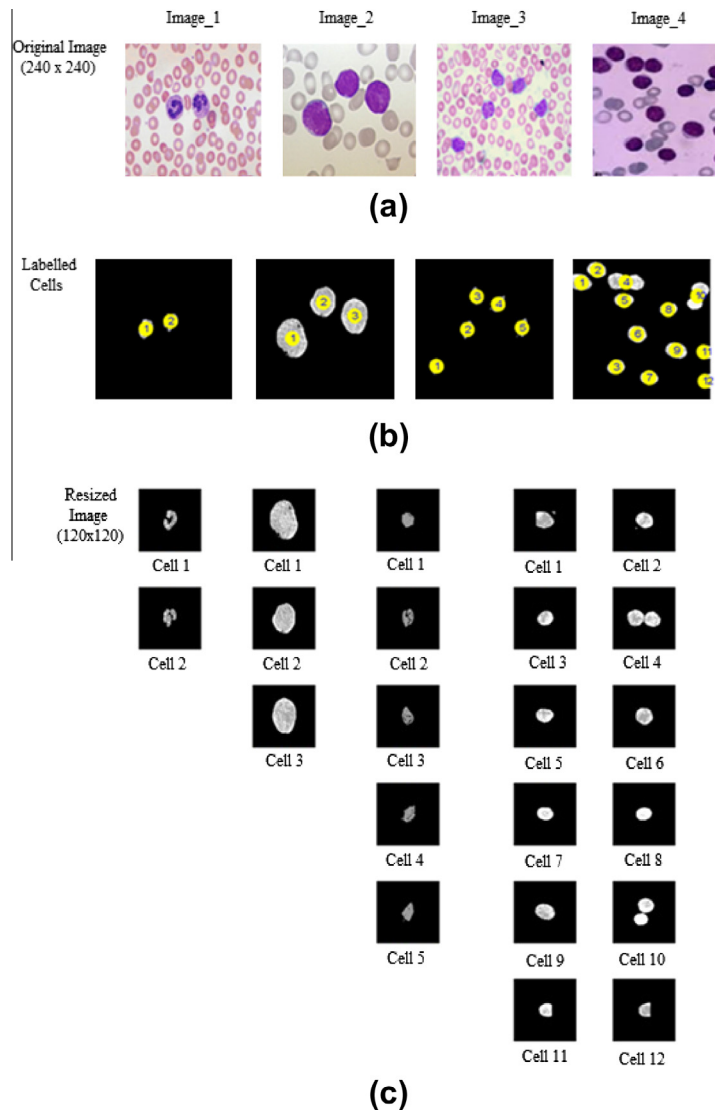 Image_1 Image_2 Image_3 Image_4
Original Image
(240 x 240)
(a)
Labelled
Cells
1 2
1 2 3
1 2 3 4 5
1 2 3 4 5 6 7 8 9 10 11 12
(b)
Resized
Image
(120x120)
Cell 1 Cell 1 Cell 1 Cell 1 Cell 2
Cell 2 Cell 2 Cell 2 Cell 3 Cell 4
Cell 3 Cell 3 Cell 5 Cell 6
Cell 4 Cell 7 Cell 8
Cell 5 Cell 9 Cell 10
Cell 11 Cell 12
(c)